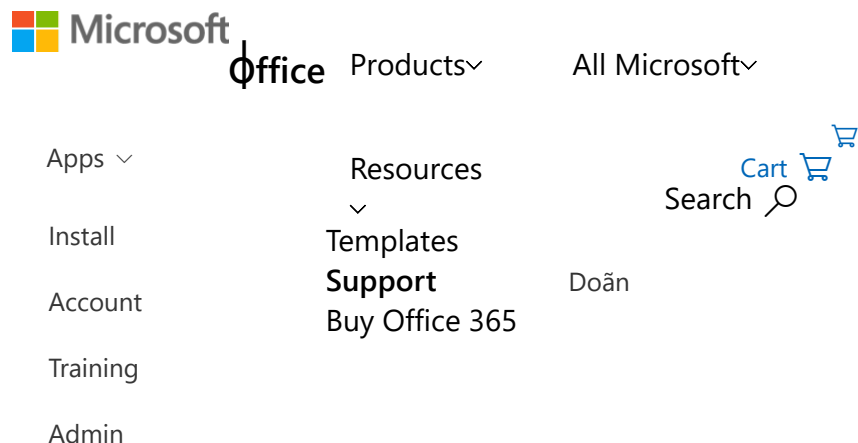 Microsoft
Office
Products
All Microsoft
Apps
Resources
Cart
Search
Install
Templates
Support
Doãn
Buy Office 365
Account
Training
Admin